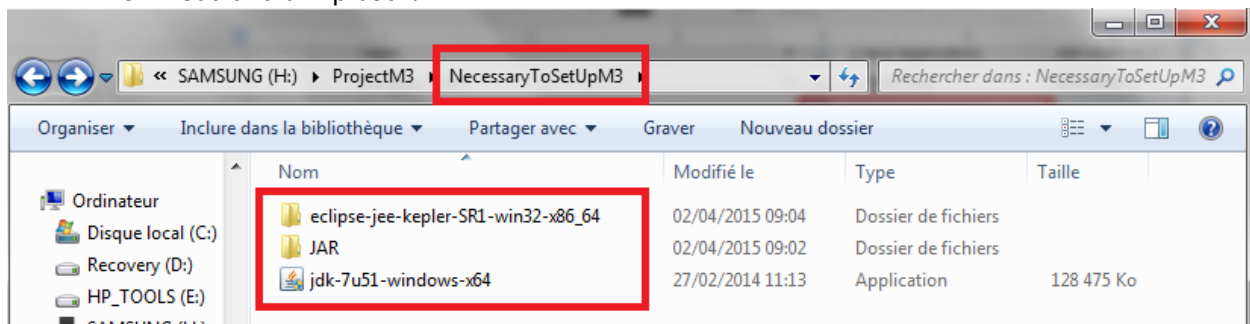 « SAMSUNG (H:) ▸ ProjectM3 ▸ NecessaryToSetUpM3 ▸ Rechercher dans : NecessaryToSetUpM3
Organiser ▼ Inclure dans la bibliothèque ▼ Partager avec ▼ Graver Nouveau dossier
Nom Modifié le Type Taille
Ordinateur
Disque local (C:)
Recovery (D:)
HP_TOOLS (E:)
eclipse-jee-kepler-SR1-win32-x86_64 02/04/2015 09:04 Dossier de fichiers
JAR 02/04/2015 09:02 Dossier de fichiers
jdk-7u51-windows-x64 27/02/2014 11:13 Application 128 475 Ko